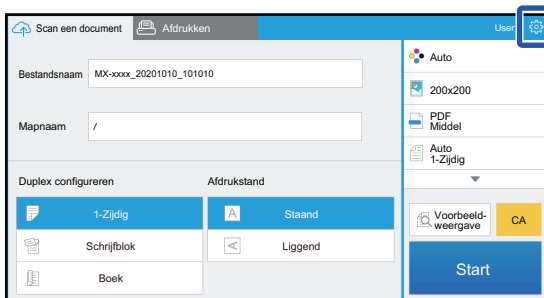 Scan een document
Afdrukken
User
Bestandsnaam
MX-xxxx_20201010_101010
Mapnaam
/
Duplex configureren
Afdrukstand
1-Zijdig
Schrijfblok
Boek
A
Staand
A
Liggend
Auto
200x200
PDF
Middel
Auto
1-Zijdig
Voorbeeld-
weergave
CA
Start